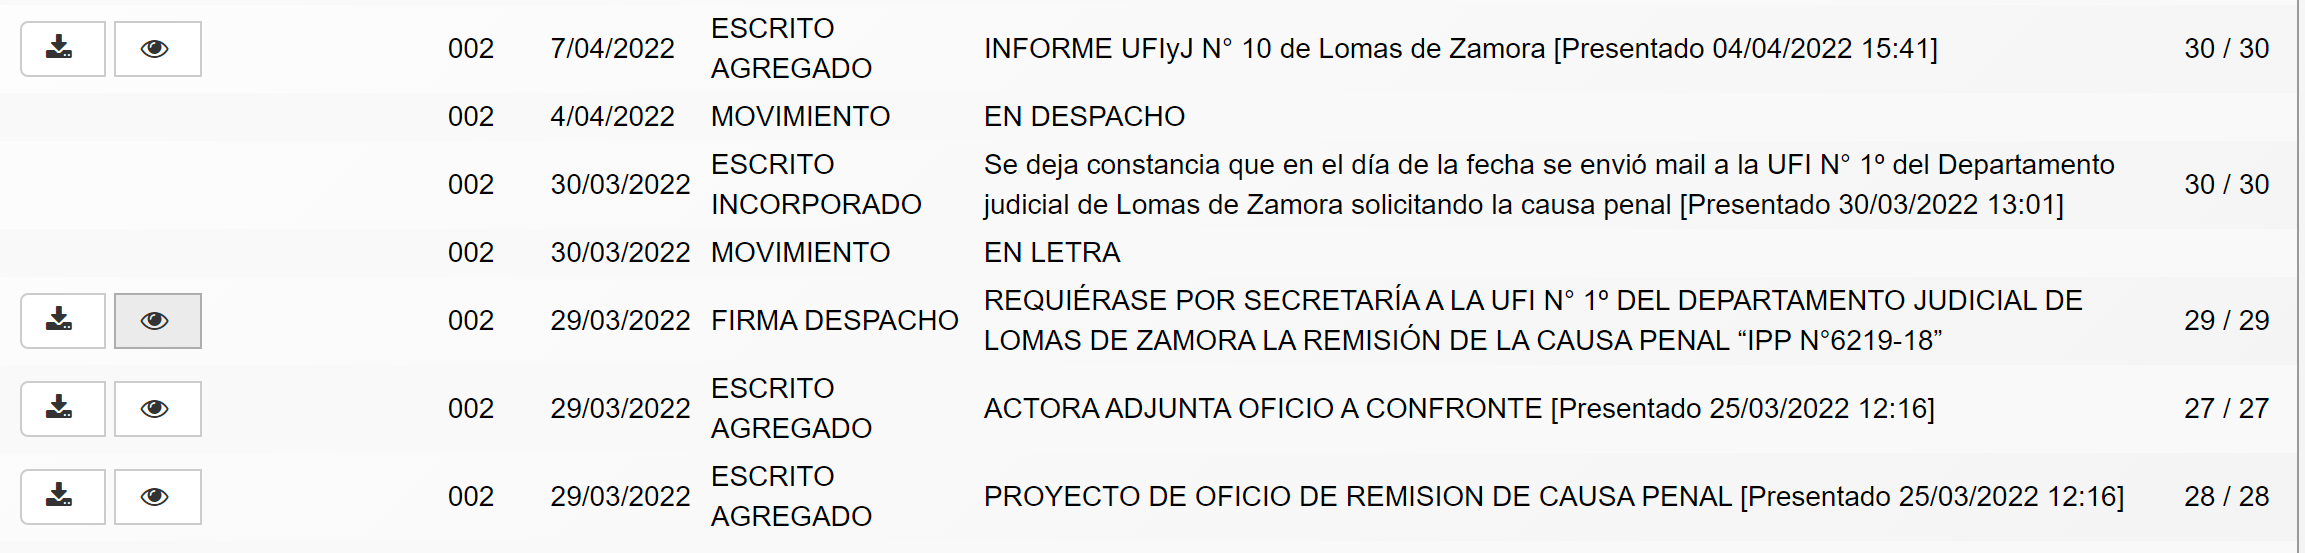 002 7/04/2022 ESCRITO AGREGADO INFORME UFIyJ N° 10 de Lomas de Zamora [Presentado 04/04/2022 15:41] 30 / 30
002 4/04/2022 MOVIMIENTO EN DESPACHO
002 30/03/2022 ESCRITO INCORPORADO Se deja constancia que en el día de la fecha se envió mail a la UFI N° 1º del Departamento judicial de Lomas de Zamora solicitando la causa penal [Presentado 30/03/2022 13:01] 30 / 30
002 30/03/2022 MOVIMIENTO EN LETRA
002 29/03/2022 FIRMA DESPACHO REQUIÉRASE POR SECRETARÍA A LA UFI N° 1º DEL DEPARTAMENTO JUDICIAL DE LOMAS DE ZAMORA LA REMISIÓN DE LA CAUSA PENAL “IPP N°6219-18” 29 / 29
002 29/03/2022 ESCRITO AGREGADO ACTORA ADJUNTA OFICIO A CONFRONTE [Presentado 25/03/2022 12:16] 27 / 27
002 29/03/2022 ESCRITO AGREGADO PROYECTO DE OFICIO DE REMISION DE CAUSA PENAL [Presentado 25/03/2022 12:16] 28 / 28